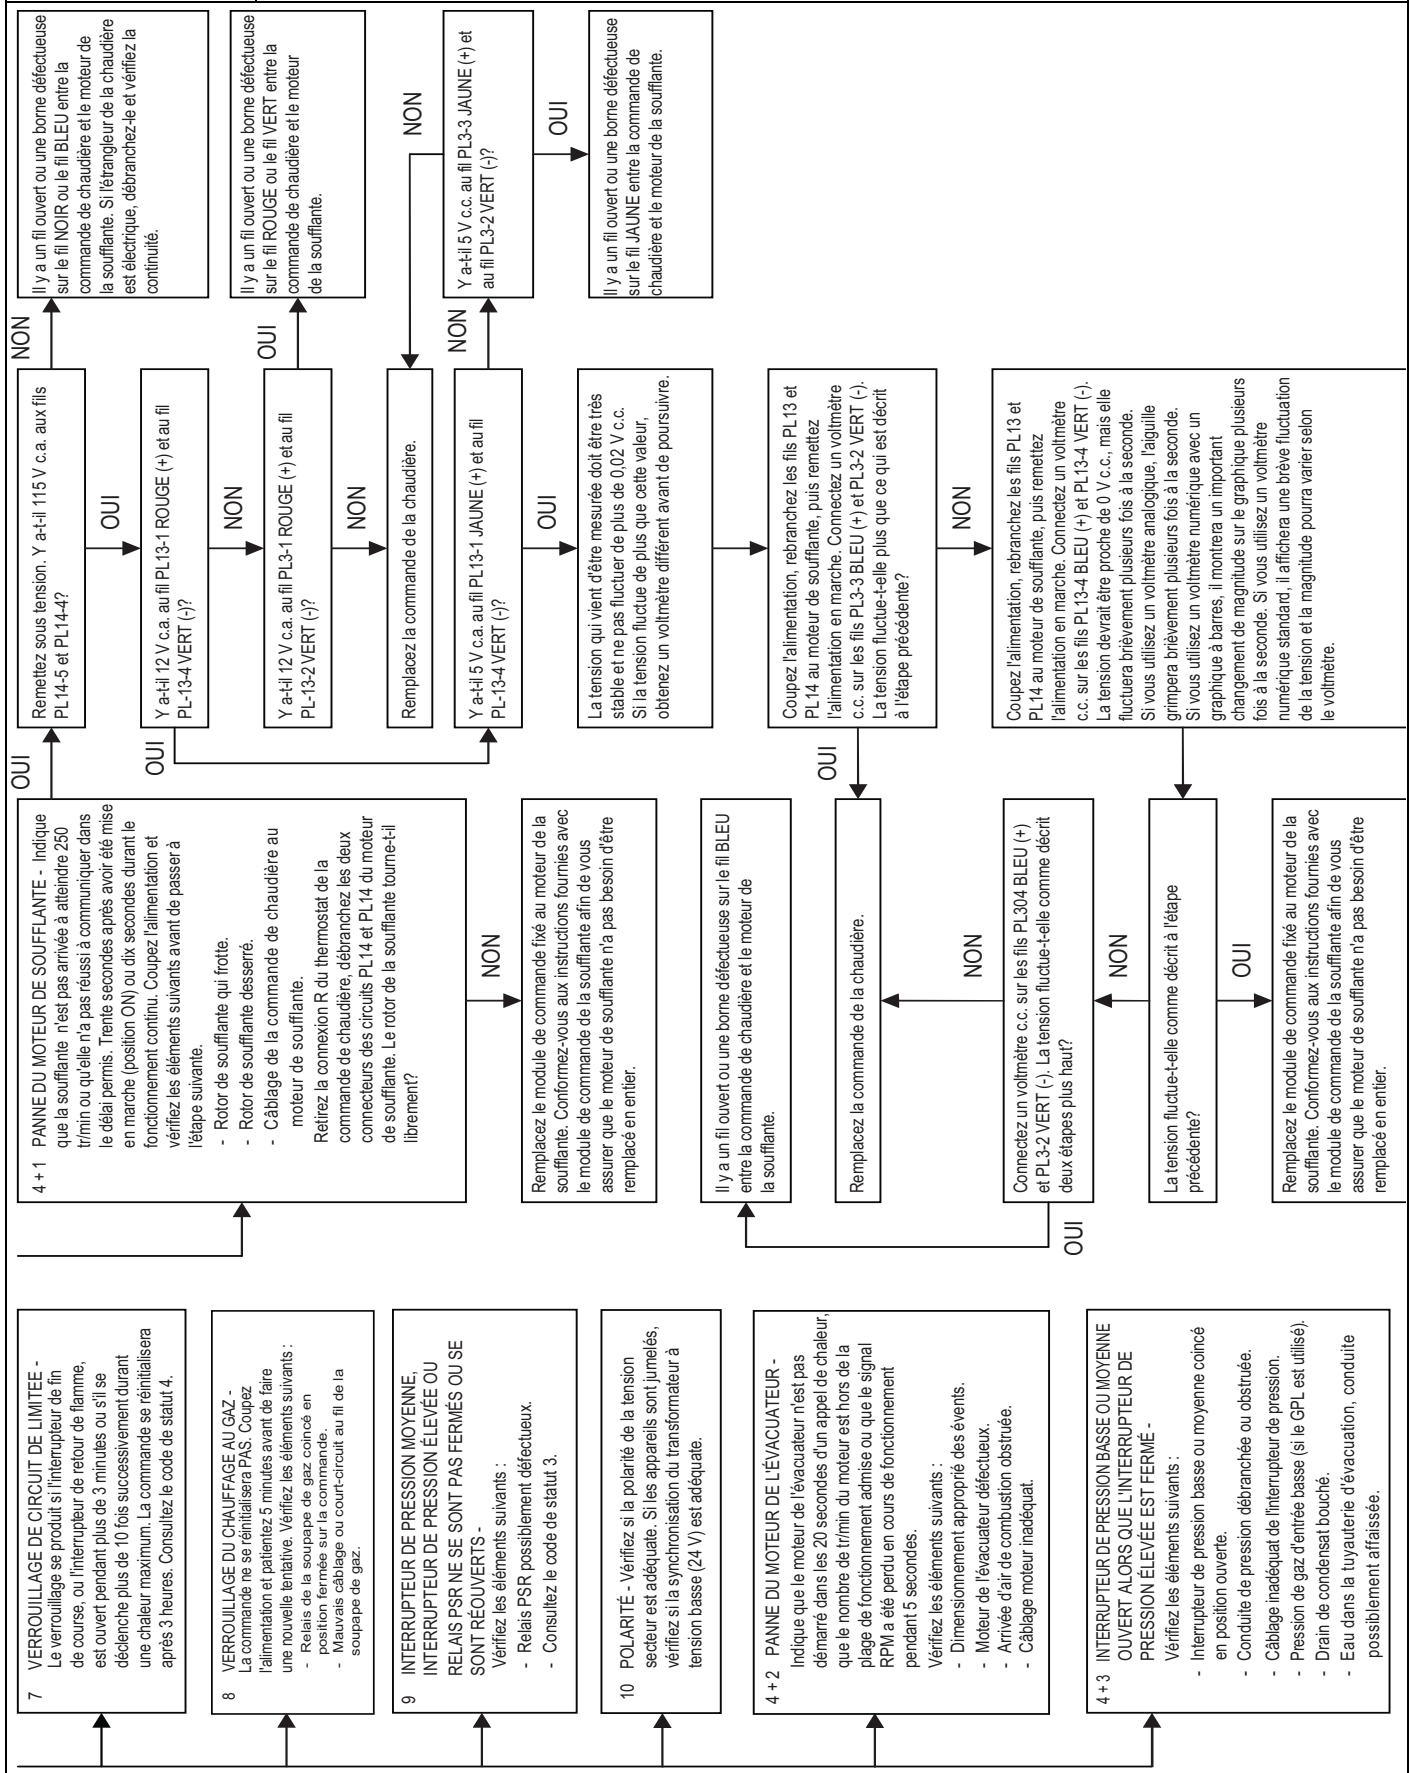 7 VERROUILLAGE DE CIRCUIT DE LIMITEE -
Le verrouillage se produit si l'interrupteur de fin
de course, ou l'interrupteur de retour de flamme,
est ouvert pendant plus de 3 minutes ou s'il se
déclenche plus de 10 fois successivement durant
une chaleur maximum. La commande se réinitialisera
après 3 heures. Consultez le code de statut 4.
8 VERROUILLAGE DU CHAUFFAGE AU GAZ -
La commande ne se réinitialisera PAS. Coupez
l'alimentation et patientez 5 minutes avant de faire
une nouvelle tentative. Vérifiez les éléments suivants :
- Relais de la soupape de gaz coincé en
position fermée sur la commande.
- Mauvais câblage ou court-circuit au fil de la
soupape de gaz.
9 INTERRUPTEUR DE PRESSION MOYENNE,
INTERRUPTEUR DE PRESSION ÉLEVÉE OU
RELAIS PSR NE SE SONT PAS FERMÉS OU SE
SONT RÉOUVERTS -
Vérifiez les éléments suivants :
- Relais PSR possiblement défectueux.
- Consultez le code de statut 3.
10 POLARITÉ - Vérifiez si la polarité de la tension
secteur est adéquate. Si les appareils sont jumelés,
vérifiez si la synchronisation du transformateur à
tension basse (24 V) est adéquate.
4 + 2 PANNE DU MOTEUR DE L'ÉVACUATEUR -
Indique que le moteur de l'évacuateur n'est pas
démarré dans les 20 secondes d'un appel de chaleur,
que le nombre de tr/min du moteur est hors de la
plage de fonctionnement admise ou que le signal
RPM a été perdu en cours de fonctionnement
pendant 5 secondes.
Vérifiez les éléments suivants :
- Dimensionnement approprié des évents.
- Moteur de l'évacuateur défectueux.
- Arrivée d'air de combustion obstruée.
- Câblage moteur inadéquat.
4 + 3 INTERRUPTEUR DE PRESSION BASSE OU MOYENNE
OUVERT ALORS QUE L'INTERRUPTEUR DE
PRESSION ÉLEVÉE EST FERMÉ -
Vérifiez les éléments suivants :
- Interrupteur de pression basse ou moyenne coincé
en position ouverte.
- Conduite de pression débranchée ou obstruée.
- Câblage inadéquat de l'interrupteur de pression.
- Pression de gaz d'entrée basse (si le GPL est utilisé).
- Drain de condensat bouché.
- Eau dans la tuyauterie d'évacuation, conduite
possiblement affaissée.
4 + 1 PANNE DU MOTEUR DE SOUFFLANTE - Indique
que la soufflante n'est pas arrivée à atteindre 250
tr/min ou qu'elle n'a pas réussi à communiquer dans
le délai permis. Trente secondes après avoir été mise
en marche (position ON) ou dix secondes durant le
fonctionnement continu. Coupez l'alimentation et
vérifiez les éléments suivants avant de passer à
l'étape suivante.
- Rotor de soufflante qui frotte.
- Rotor de soufflante desserré.
- Câblage de la commande de chaudière au
moteur de soufflante.
Retirez la connexion R du thermostat de la
commande de chaudière, débranchez les deux
connecteurs des circuits PL14 et PL14 du moteur
de soufflante. Le rotor de la soufflante tourne-t-il
librement?
OUI
NON
Remplacez le module de commande fixé au moteur de la
soufflante. Conformez-vous aux instructions fournies avec
le module de commande de la soufflante afin de vous
assurer que le moteur de soufflante n'a pas besoin d'être
remplacé en entier.
Il y a un fil ouvert ou une borne défectueuse sur le fil BLEU
entre la commande de chaudière et le moteur de
la soufflante.
Remplacez la commande de la chaudière.
NON
Connectez un voltmètre c.c. sur les fils PL304 BLEU (+)
et PL3-2 VERT (-). La tension fluctue-t-elle comme décrit
deux étapes plus haut?
OUI
NON
La tension fluctue-t-elle comme décrit à l'étape
précédente?
OUI
Remplacez le module de commande fixé au moteur de la
soufflante. Conformez-vous aux instructions fournies avec
le module de commande de la soufflante afin de vous
assurer que le moteur de soufflante n'a pas besoin d'être
remplacé en entier.
Remettez sous tension. Y a-t-il 115 V c.a. aux fils
PL14-5 et PL14-4?
NON
OUI
Y a-t-il 12 V c.a. au fil PL13-1 ROUGE (+) et au fil
PL-13-4 VERT (-)?
OUI
NON
Y a-t-il 12 V c.a. au fil PL3-1 ROUGE (+) et au fil
PL-13-2 VERT (-)?
OUI
NON
Remplacez la commande de la chaudière.
Y a-t-il 5 V c.a. au fil PL13-1 JAUNE (+) et au fil
PL-13-4 VERT (-)?
NON
OUI
La tension qui vient d'être mesurée doit être très
stable et ne pas fluctuer de plus de 0,02 V c.c.
Si la tension fluctue de plus que cette valeur,
obtenez un voltmètre différent avant de poursuivre.
Coupez l'alimentation, rebranchez les fils PL13 et
PL14 au moteur de soufflante, puis remettez
l'alimentation en marche. Connectez un voltmètre
c.c. sur les fils PL3-3 BLEU (+) et PL3-2 VERT (-).
La tension fluctue-t-elle plus que ce qui est décrit
à l'étape précédente?
OUI
NON
Coupez l'alimentation, rebranchez les fils PL13 et
PL14 au moteur de soufflante, puis remettez
l'alimentation en marche. Connectez un voltmètre
c.c. sur les fils PL13-4 BLEU (+) et PL13-4 VERT (-).
La tension devrait être proche de 0 V c.c., mais elle
fluctuera brièvement plusieurs fois à la seconde.
Si vous utilisez un voltmètre analogique, l'aiguille
grimpera brièvement plusieurs fois à la seconde.
Si vous utilisez un voltmètre numérique avec un
graphique à barres, il montrera un important
changement de magnitude sur le graphique plusieurs
fois à la seconde. Si vous utilisez un voltmètre
numérique standard, il affichera une brève fluctuation
de la tension et la magnitude pourra varier selon
le voltmètre.
Il y a un fil ouvert ou une borne défectueuse
sur le fil NOIR ou le fil BLEU entre la
commande de chaudière et le moteur de
la soufflante. Si l'étrangleur de la chaudière
est électrique, débranchez-le et vérifiez la
continuité.
Il y a un fil ouvert ou une borne défectueuse
sur le fil ROUGE ou le fil VERT entre la
commande de chaudière et le moteur
de la soufflante.
NON
Y a-t-il 5 V c.c. au fil PL3-3 JAUNE (+) et
au fil PL3-2 VERT (-)?
OUI
Il y a un fil ouvert ou une borne défectueuse
sur le fil JAUNE entre la commande de
chaudière et le moteur de la soufflante.